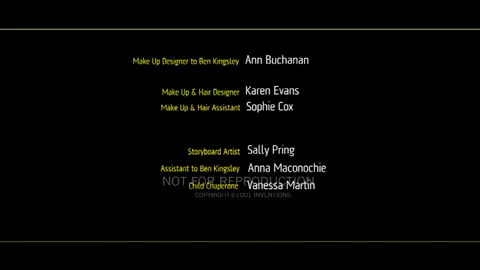 Make Up Designer to Ben Kingsley Ann Buchanan
Make Up & Hair Designer Karen Evans
Make Up & Hair Assistant Sophie Cox
Storyboard Artist Sally Pring
Assistant to Ben Kingsley Anna Maconochie
NOT FOR REPRODUCTION
Child Chaperone Vanessa Martin
COPYRIGHT INVENTIONS